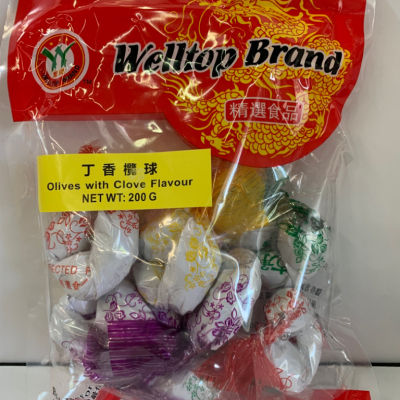 Welltop Brand
精選食品
丁香欖球
Olives with Clove Flavour
NET WT: 200 G